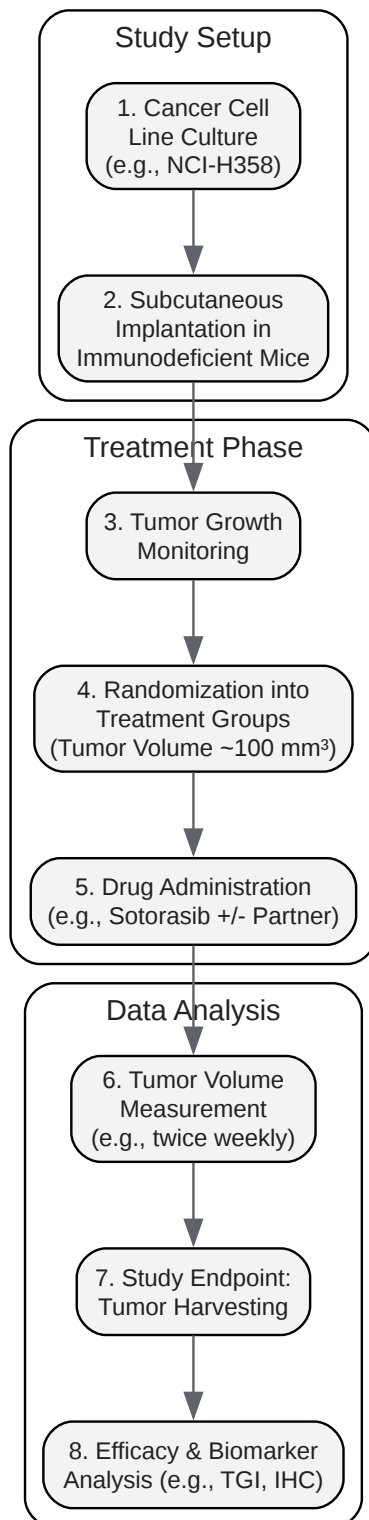 Study Setup
1. Cancer Cell
Line Culture
(e.g., NCI-H358)
2. Subcutaneous
Implantation in
Immunodeficient Mice
Treatment Phase
3. Tumor Growth
Monitoring
4. Randomization into
Treatment Groups
(Tumor Volume ~100 mm³)
5. Drug Administration
(e.g., Sotorasib +/- Partner)
Data Analysis
6. Tumor Volume
Measurement
(e.g., twice weekly)
7. Study Endpoint:
Tumor Harvesting
8. Efficacy & Biomarker
Analysis (e.g., TGI, IHC)